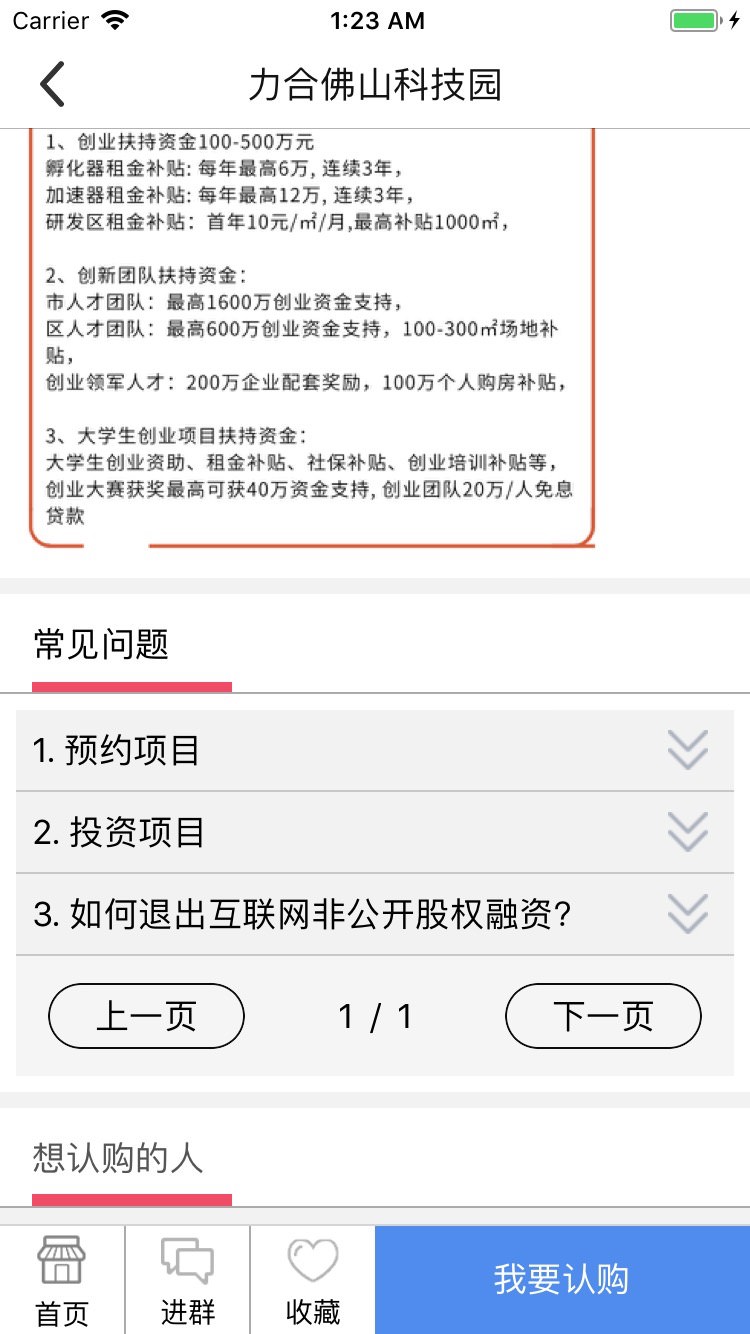 Carrier 1:23 AM
力合佛山科技园
1、创业扶持资金100-500万元
孵化器租金补贴: 每年最高6万, 连续3年，
加速器租金补贴: 每年最高12万, 连续3年，
研发区租金补贴：首年10元/㎡/月,最高补贴1000㎡，
2、创新团队扶持资金：
市人才团队：最高1600万创业资金支持，
区人才团队：最高600万创业资金支持，100-300㎡场地补
贴，
创业领军人才：200万企业配套奖励，100万个人购房补贴，
3、大学生创业项目扶持资金：
大学生创业资助、租金补贴、社保补贴、创业培训补贴等，
创业大赛获奖最高可获40万资金支持, 创业团队20万/人免息
贷款
常见问题
1. 预约项目
2. 投资项目
3. 如何退出互联网非公开股权融资?
上一页 1 / 1 下一页
想认购的人
首页 进群 收藏 我要认购